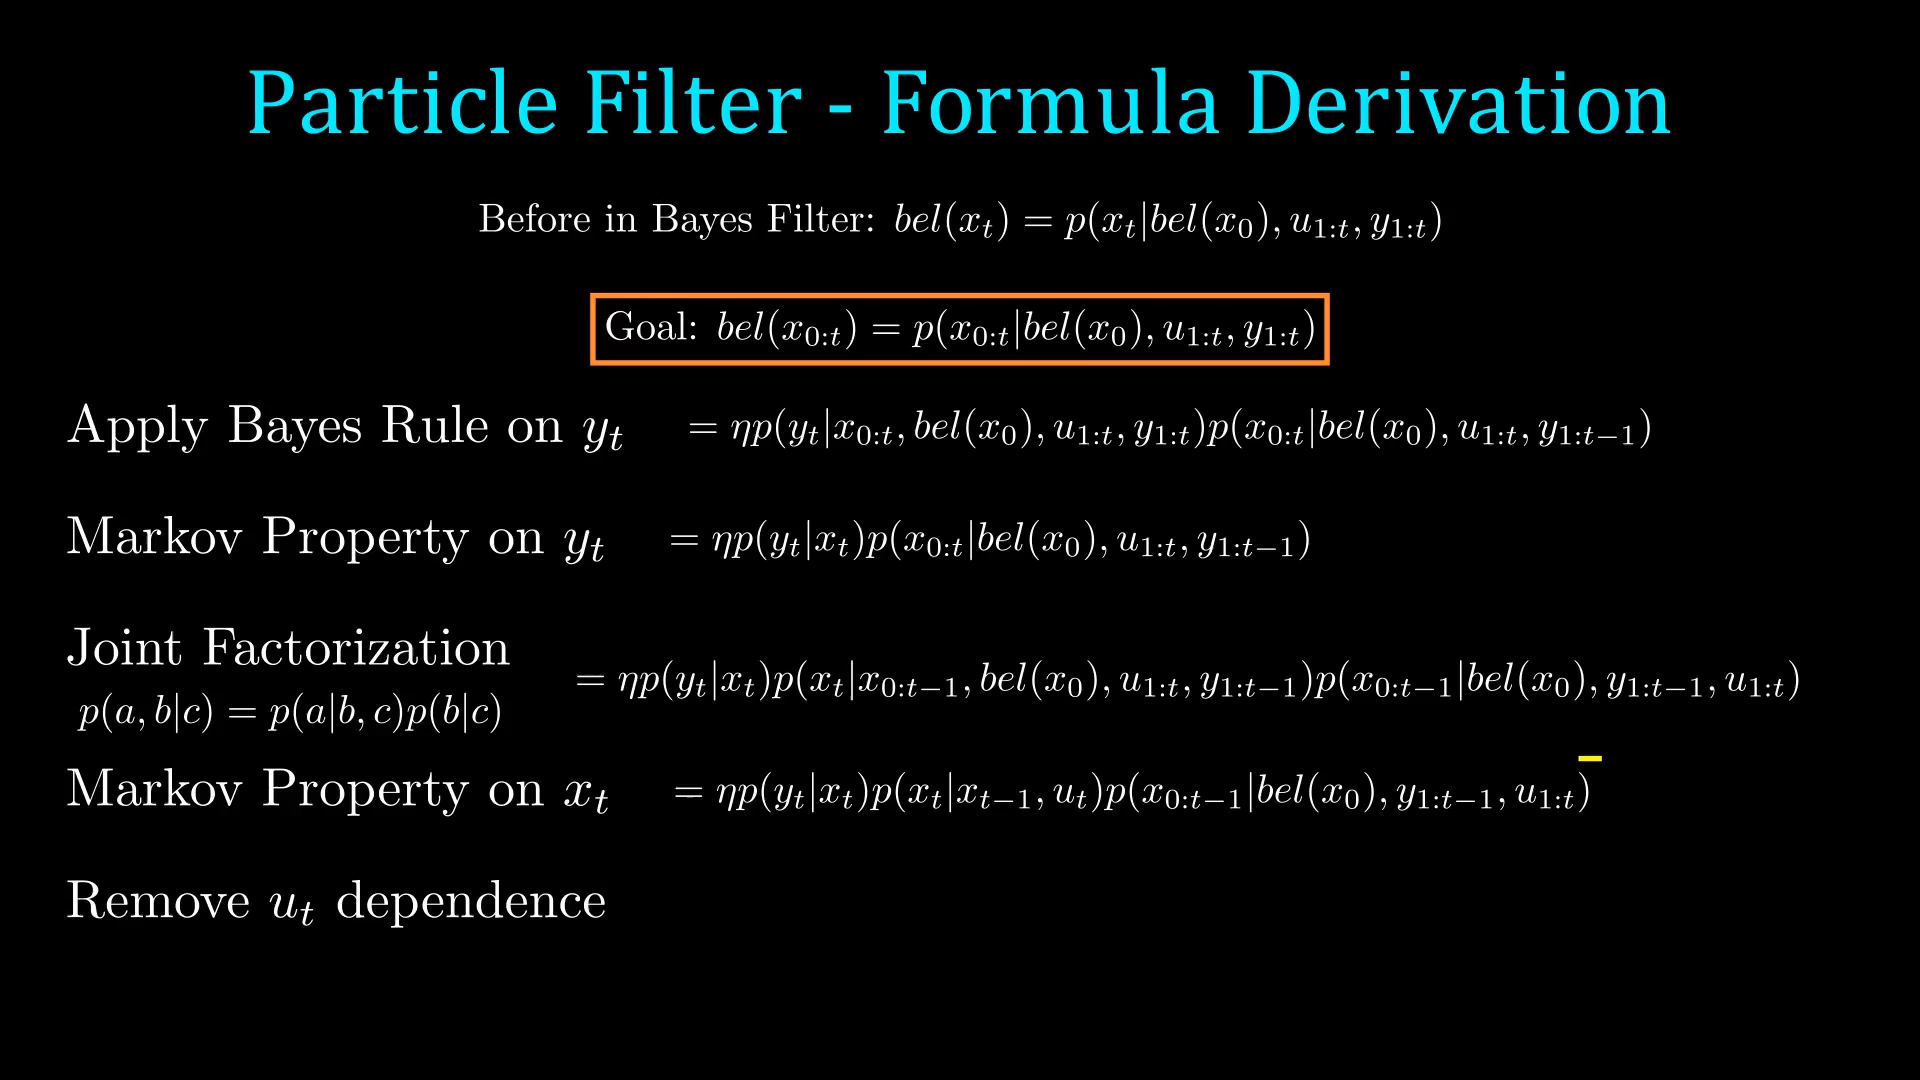 Particle Filter - Formula Derivation
Before in Bayes Filter: $bel(x_t) = p(x_t|bel(x_0), u_{1:t}, y_{1:t})$
Goal: $bel(x_{0:t}) = p(x_{0:t}|bel(x_0), u_{1:t}, y_{1:t})$
Apply Bayes Rule on $y_t$ $= \eta p(y_t|x_{0:t}, bel(x_0), u_{1:t}, y_{1:t})p(x_{0:t}|bel(x_0), u_{1:t}, y_{1:t-1})$
Markov Property on $y_t$ $= \eta p(y_t|x_t)p(x_{0:t}|bel(x_0), u_{1:t}, y_{1:t-1})$
Joint Factorization
$p(a, b|c) = p(a|b, c)p(b|c)$ $= \eta p(y_t|x_t)p(x_t|x_{0:t-1}, bel(x_0), u_{1:t}, y_{1:t-1})p(x_{0:t-1}|bel(x_0), y_{1:t-1}, u_{1:t})$
Markov Property on $x_t$ $= \eta p(y_t|x_t)p(x_t|x_{t-1}, u_t)p(x_{0:t-1}|bel(x_0), y_{1:t-1}, u_{1:t})$
Remove $u_t$ dependence